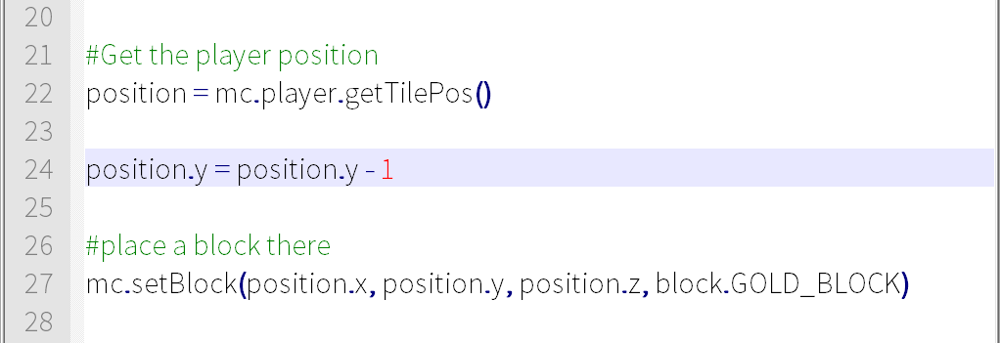 20
21 #Get the player position
22 position = mc.player.getTilePos()
23
24 position.y = position.y - 1
25
26 #place a block there
27 mc.setBlock(position.x, position.y, position.z, block.GOLD_BLOCK)
28